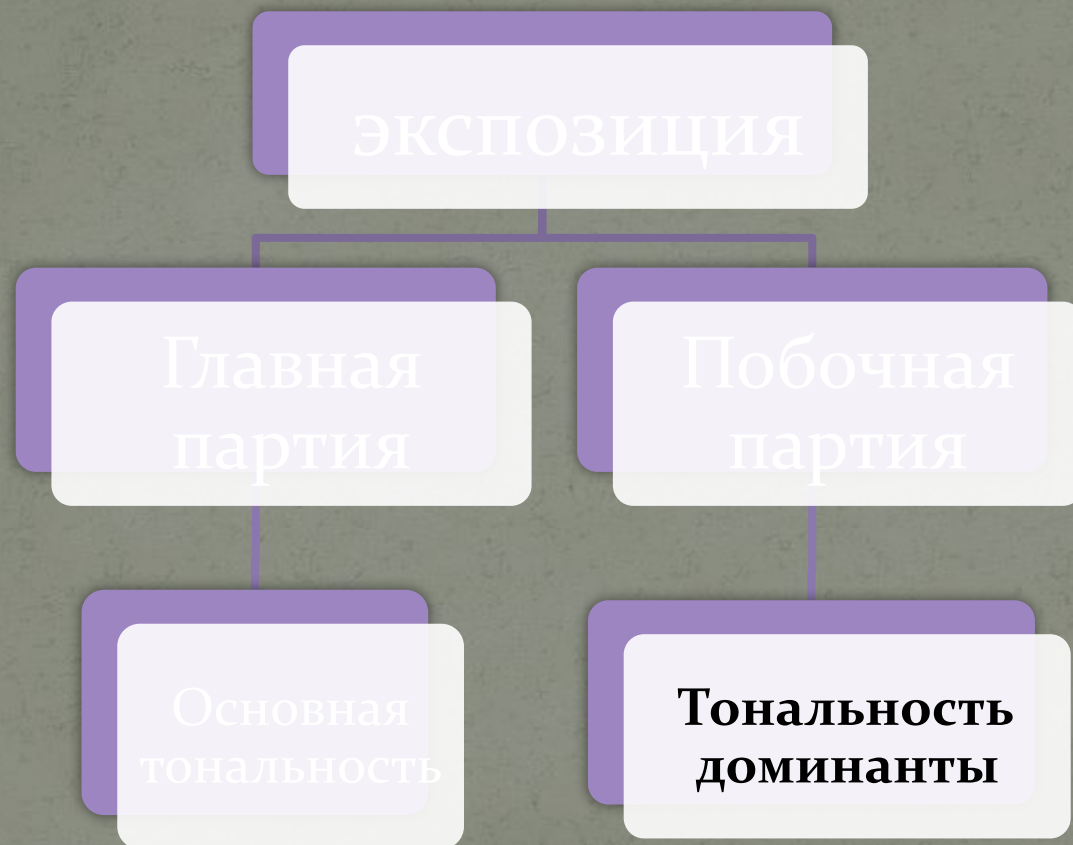 экспозиция
Главная
партия
Побочная
партия
Основная
тональность
Тональность
доминанты